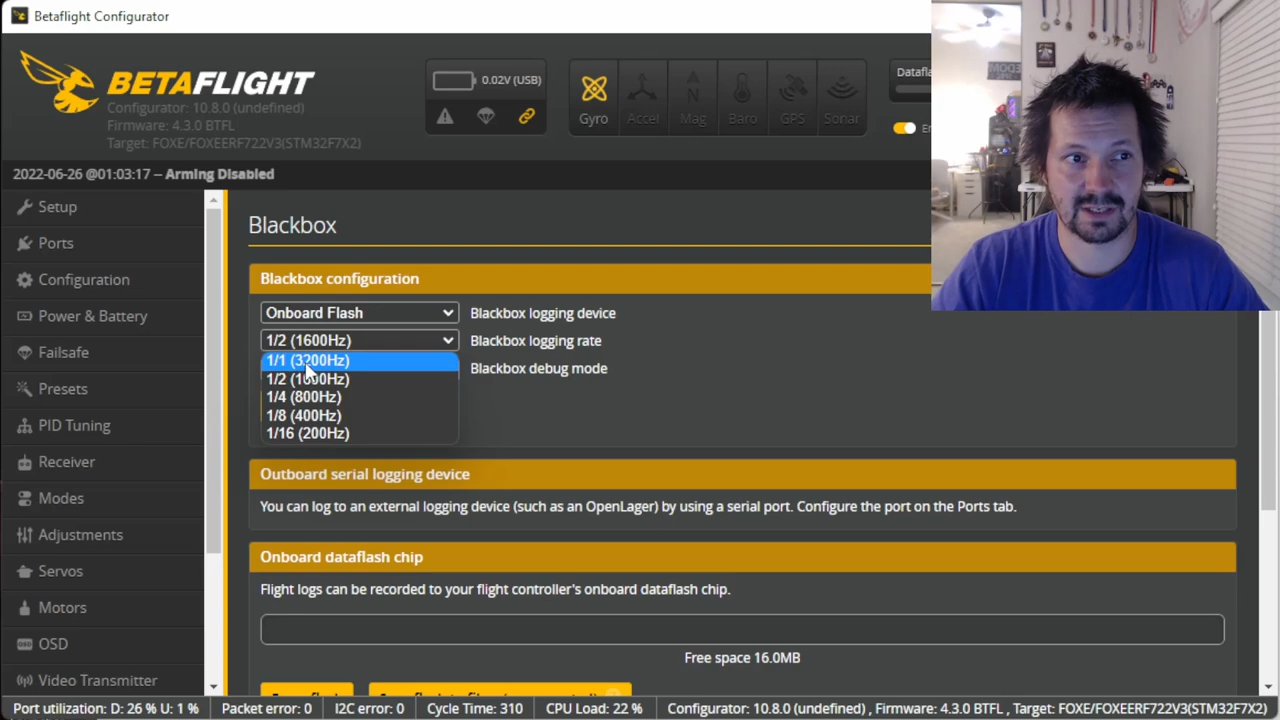 Betaflight Configurator
BETAFLIGHT
Configurator: 10.8.0 (undefined)
Firmware: 4.3.0 BTFL
Target: FOXE/FOXEERF722V3(STM32F7X2)
0.02V (USB)
Gyro
Accel
Mag
Baro
GPS
Sonar
2022-06-26 @01:03:17 -- Arming Disabled
Setup
Ports
Configuration
Power & Battery
Failsafe
Presets
PID Tuning
Receiver
Modes
Adjustments
Servos
Motors
OSD
Video Transmitter
Blackbox
Blackbox configuration
Onboard Flash
Blackbox logging device
1/2 (1600Hz)
Blackbox logging rate
1/1 (3200Hz)
Blackbox debug mode
1/2 (1600Hz)
1/4 (800Hz)
1/8 (400Hz)
1/16 (200Hz)
Outboard serial logging device
You can log to an external logging device (such as an OpenLager) by using a serial port. Configure the port on the Ports tab.
Onboard dataflash chip
Flight logs can be recorded to your flight controller's onboard dataflash chip.
Free space 16.0MB
Port utilization: D: 26 % U: 1 %
Packet error: 0
I2C error: 0
Cycle Time: 310
CPU Load: 22 %
Configurator: 10.8.0 (undefined) , Firmware: 4.3.0 BTFL , Target: FOXE/FOXEERF722V3(STM32F7X2)